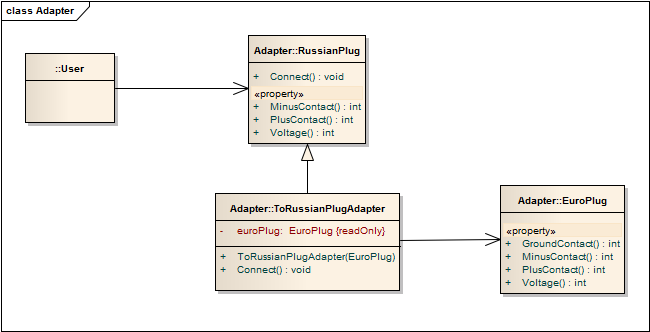 class Adapter
::User
Adapter::RussianPlug
+ Connect() : void
«property»
+ MinusContact() : int
+ PlusContact() : int
+ Voltage() : int
Adapter::ToRussianPlugAdapter
- euroPlug: EuroPlug {readOnly}
+ ToRussianPlugAdapter(EuroPlug)
+ Connect() : void
Adapter::EuroPlug
«property»
+ GroundContact() : int
+ MinusContact() : int
+ PlusContact() : int
+ Voltage() : int